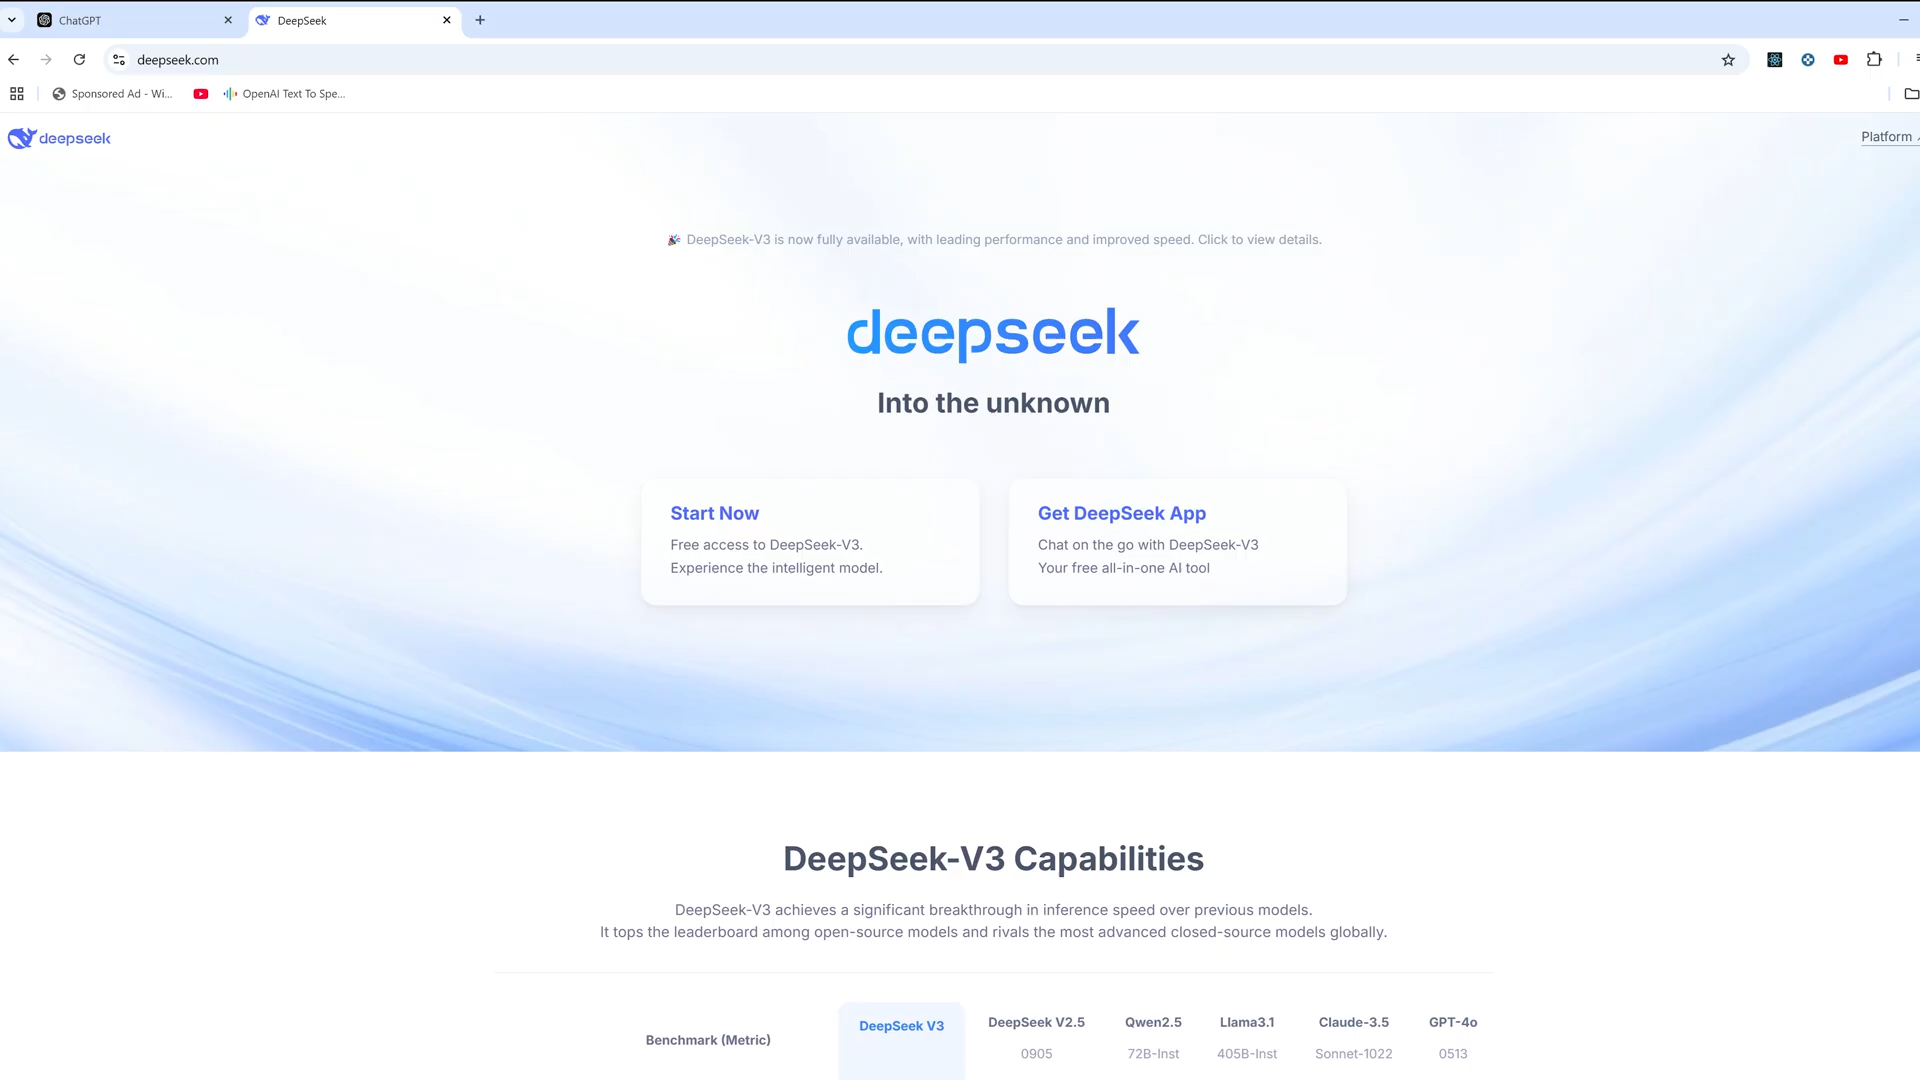 ChatGPT
DeepSeek
deepseek.com
Sponsored Ad - Wi...
OpenAI Text To Spe...
deepseek
Platform
DeepSeek-V3 is now fully available, with leading performance and improved speed. Click to view details.
deepseek
Into the unknown
Start Now
Free access to DeepSeek-V3.
Experience the intelligent model.
Get DeepSeek App
Chat on the go with DeepSeek-V3
Your free all-in-one AI tool
DeepSeek-V3 Capabilities
DeepSeek-V3 achieves a significant breakthrough in inference speed over previous models.
It tops the leaderboard among open-source models and rivals the most advanced closed-source models globally.
Benchmark (Metric)
DeepSeek V3
DeepSeek V2.5
0905
Qwen2.5
72B-Inst
Llama3.1
405B-Inst
Claude-3.5
Sonnet-1022
GPT-4o
0513